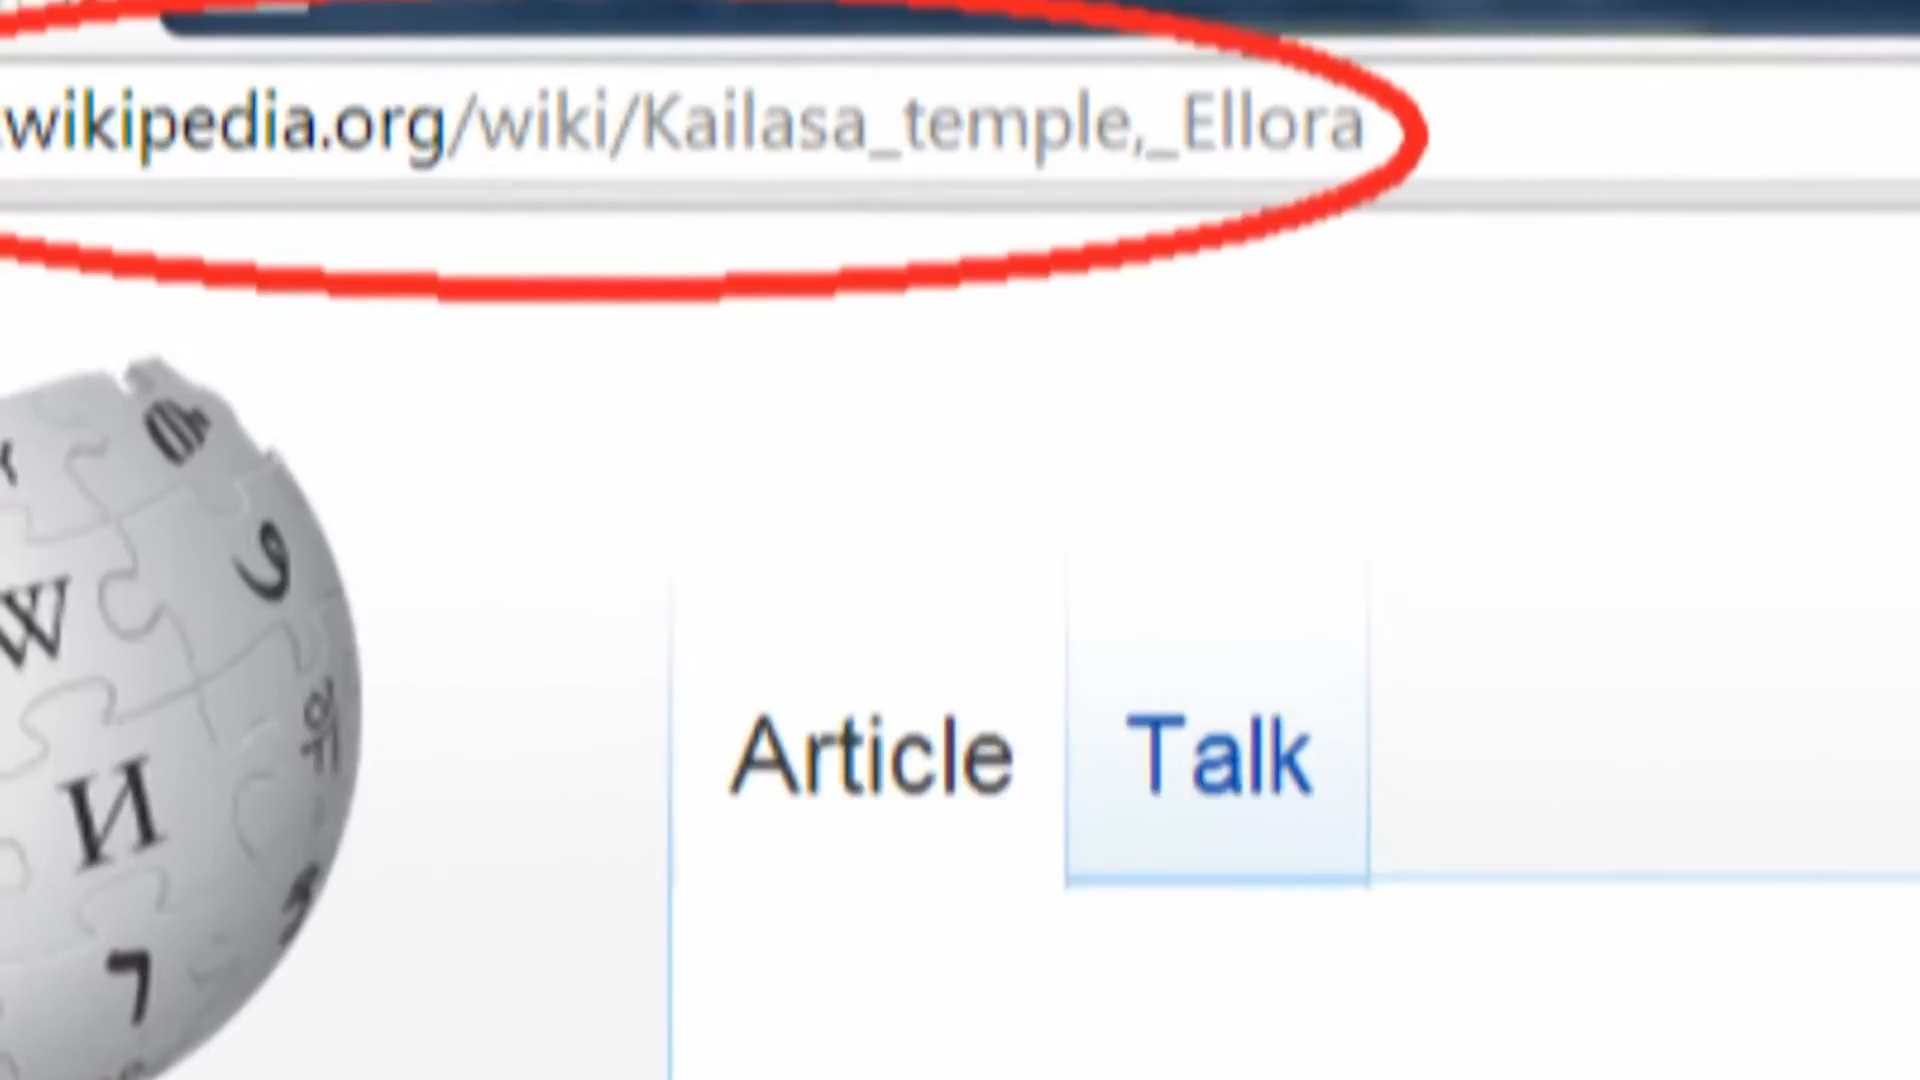 .wikipedia.org/wiki/Kailasa_temple,_Ellora
W
И
ו
Article Talk